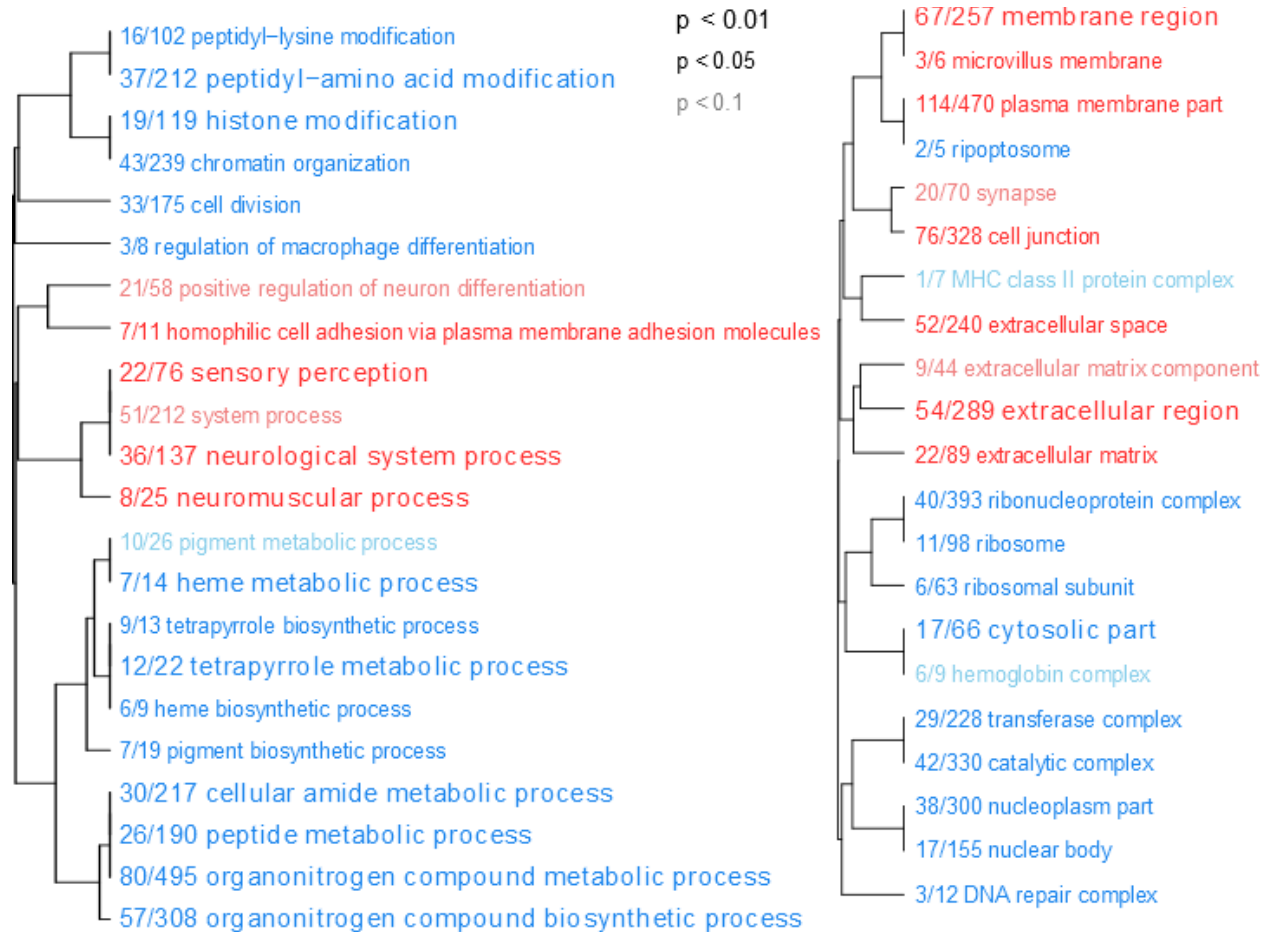 16/102 peptidyl−lysine modification
37/212 peptidyl−amino acid modification
19/119 histone modification
43/239 chromatin organization
33/175 cell division
3/8 regulation of macrophage differentiation
21/58 positive regulation of neuron differentiation
7/11 homophilic cell adhesion via plasma membrane adhesion molecules
22/76 sensory perception
51/212 system process
36/137 neurological system process
8/25 neuromuscular process
10/26 pigment metabolic process
7/14 heme metabolic process
9/13 tetrapyrrole biosynthetic process
12/22 tetrapyrrole metabolic process
6/9 heme biosynthetic process
7/19 pigment biosynthetic process
30/217 cellular amide metabolic process
26/190 peptide metabolic process
80/495 organonitrogen compound metabolic process
57/308 organonitrogen compound biosynthetic process
p < 0.01
p < 0.05
p < 0.1
67/257 membrane region
3/6 microvillus membrane
114/470 plasma membrane part
2/5 ripoptosome
20/70 synapse
76/328 cell junction
1/7 MHC class II protein complex
52/240 extracellular space
9/44 extracellular matrix component
54/289 extracellular region
22/89 extracellular matrix
40/393 ribonucleoprotein complex
11/98 ribosome
6/63 ribosomal subunit
17/66 cytosolic part
6/9 hemoglobin complex
29/228 transferase complex
42/330 catalytic complex
38/300 nucleoplasm part
17/155 nuclear body
3/12 DNA repair complex